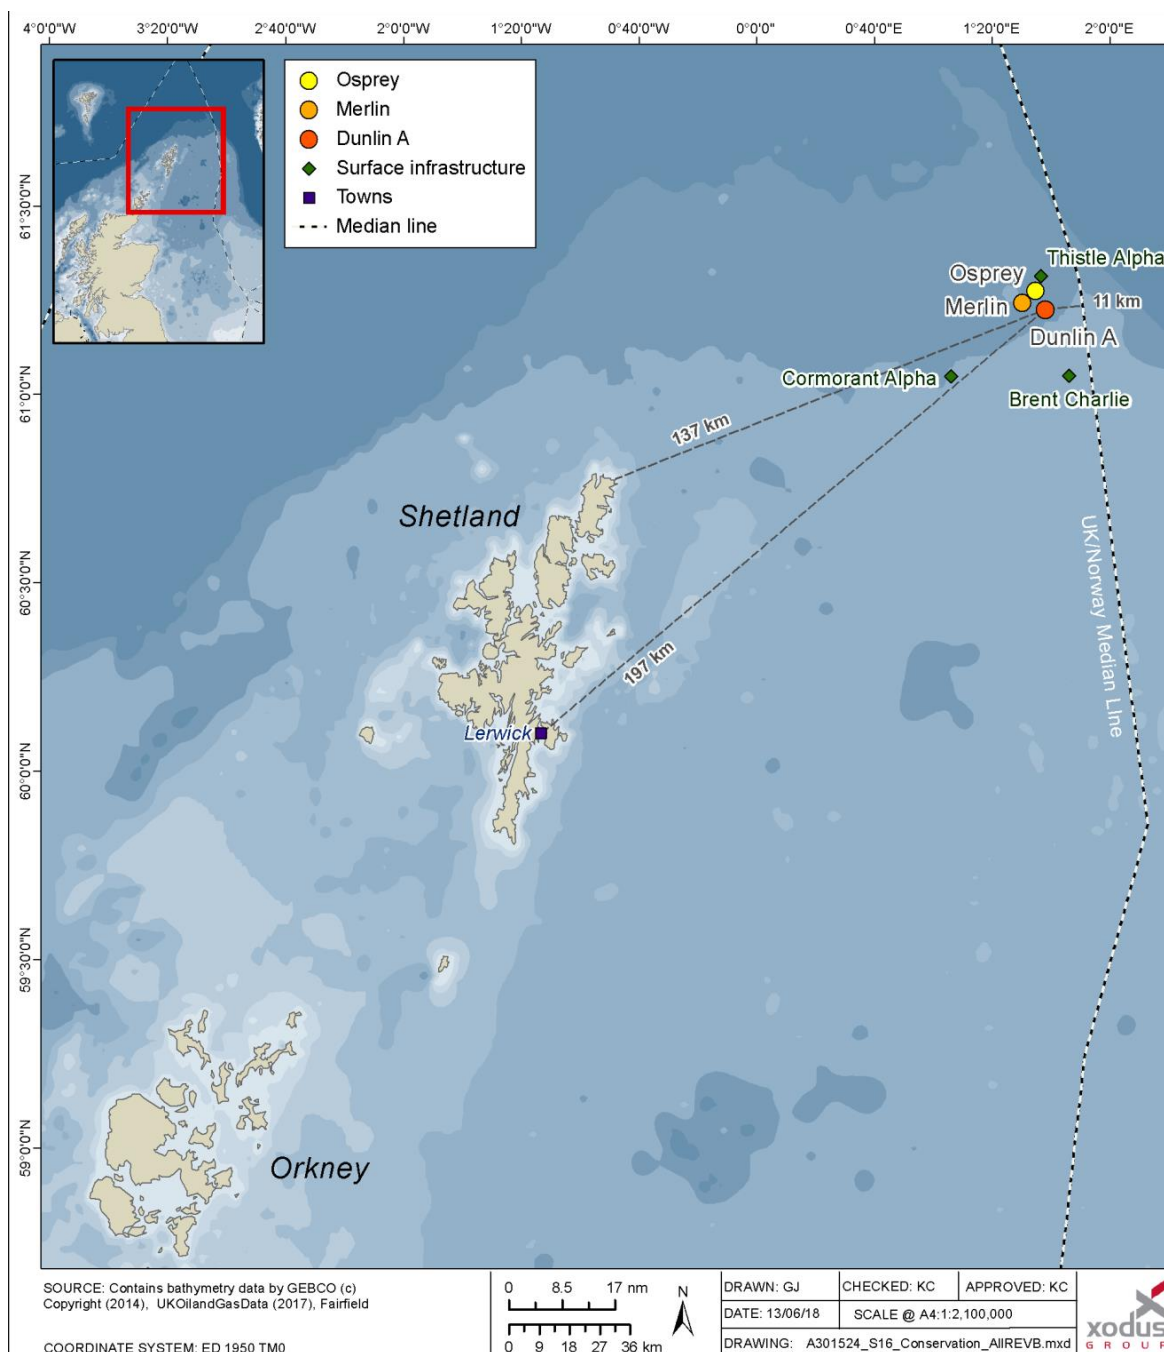 4°0'0"W 3°20'0"W 2°40'0"W 2°0'0"W 1°20'0"W 0°40'0"W 0°0'0" 0°40'0"E 1°20'0"E 2°0'0"E
Osprey
Merlin
Dunlin A
Surface infrastructure
Towns
Median line
61°30'0"N
61°0'0"N
60°30'0"N
60°0'0"N
59°30'0"N
59°0'0"N
Thistle Alpha
Osprey
Merlin
11 km
Dunlin A
Cormorant Alpha
Brent Charlie
137 km
Shetland
UK/Norway Median LIne
197 km
Lerwick
Orkney
SOURCE: Contains bathymetry data by GEBCO (c)
Copyright (2014), UKOilandGasData (2017), Fairfield
COORDINATE SYSTEM: ED 1950 TM0
0 8.5 17 nm
0 9 18 27 36 km
N
DRAWN: GJ CHECKED: KC APPROVED: KC
DATE: 13/06/18 SCALE @ A4:1:2,100,000
DRAWING: A301524_S16_Conservation_AllREVB.mxd
xodus
GROUP